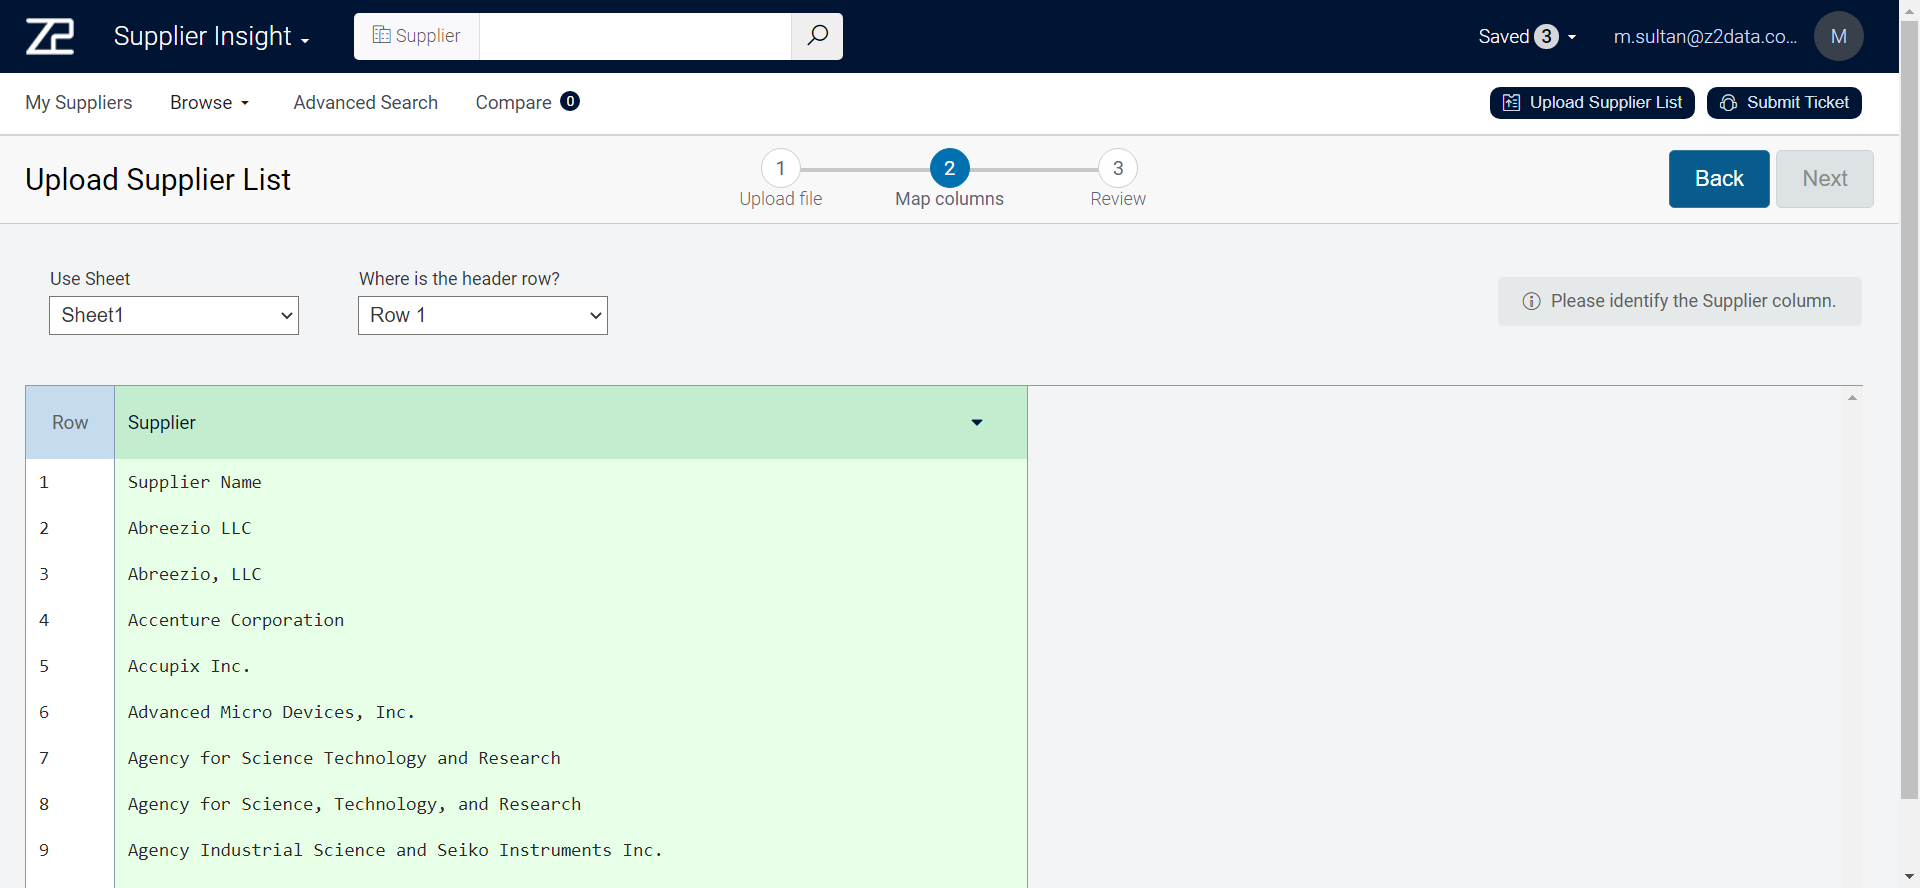 Z2
Supplier Insight
Supplier
Saved 3
m.sultan@z2data.co...
M
My Suppliers
Browse
Advanced Search
Compare 0
Upload Supplier List
Submit Ticket
Upload Supplier List
1
Upload file
2
Map columns
3
Review
Back
Next
Use Sheet
Sheet1
Where is the header row?
Row 1
Please identify the Supplier column.
Row Supplier
1 Supplier Name
2 Abreezio LLC
3 Abreezio, LLC
4 Accenture Corporation
5 Accupix Inc.
6 Advanced Micro Devices, Inc.
7 Agency for Science Technology and Research
8 Agency for Science, Technology, and Research
9 Agency Industrial Science and Seiko Instruments Inc.